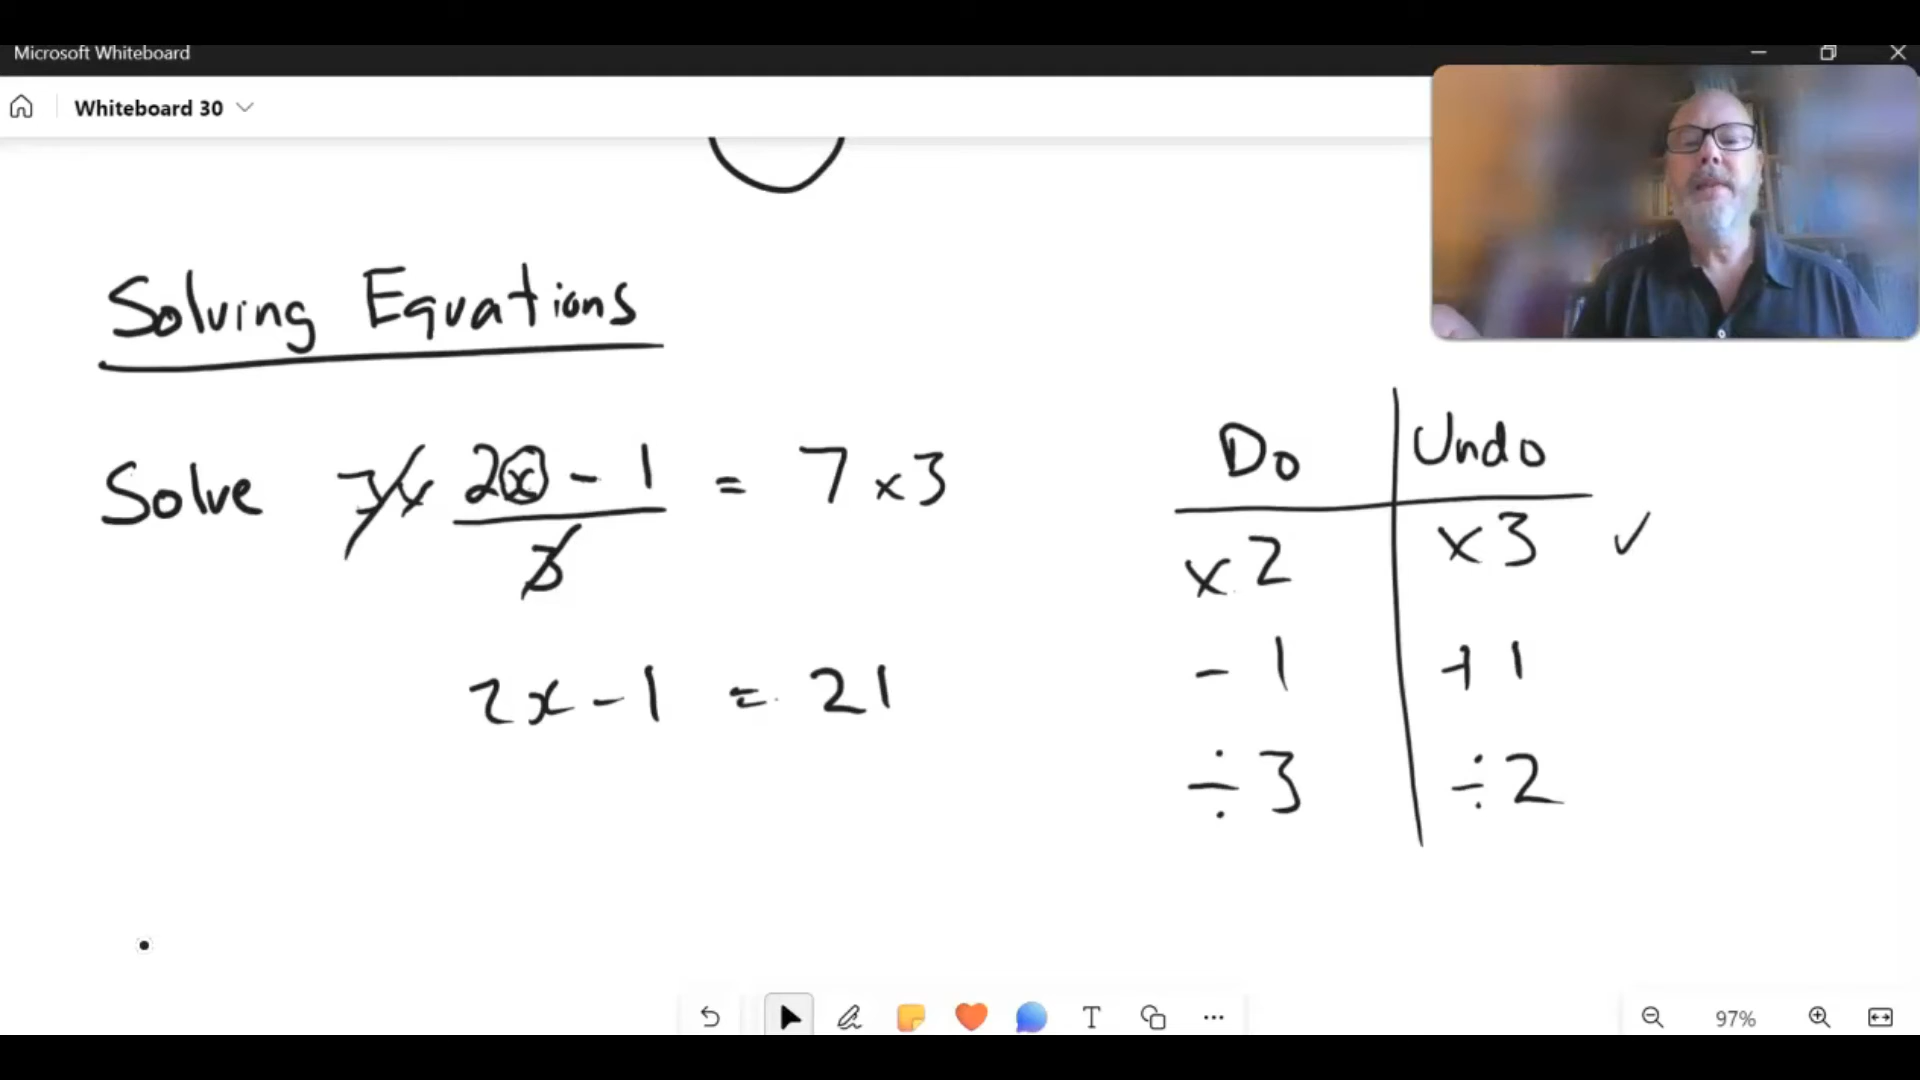 Microsoft Whiteboard
Whiteboard 30
Solving Equations
Do Undo
Solve 3x 2x - 1 = 7 x 3
3
x 2 x 3 ✓
2x - 1 = 21
- 1 + 1
÷ 3 ÷ 2
T
97%